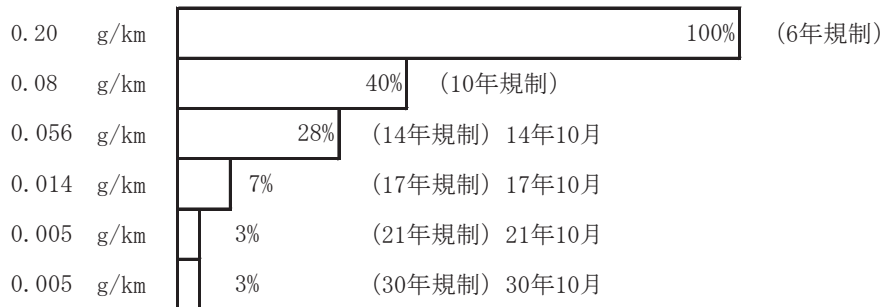 0.20 g/km 100% (6年規制)
0.08 g/km 40% (10年規制)
0.056 g/km 28% (14年規制) 14年10月
0.014 g/km 7% (17年規制) 17年10月
0.005 g/km 3% (21年規制) 21年10月
0.005 g/km 3% (30年規制) 30年10月